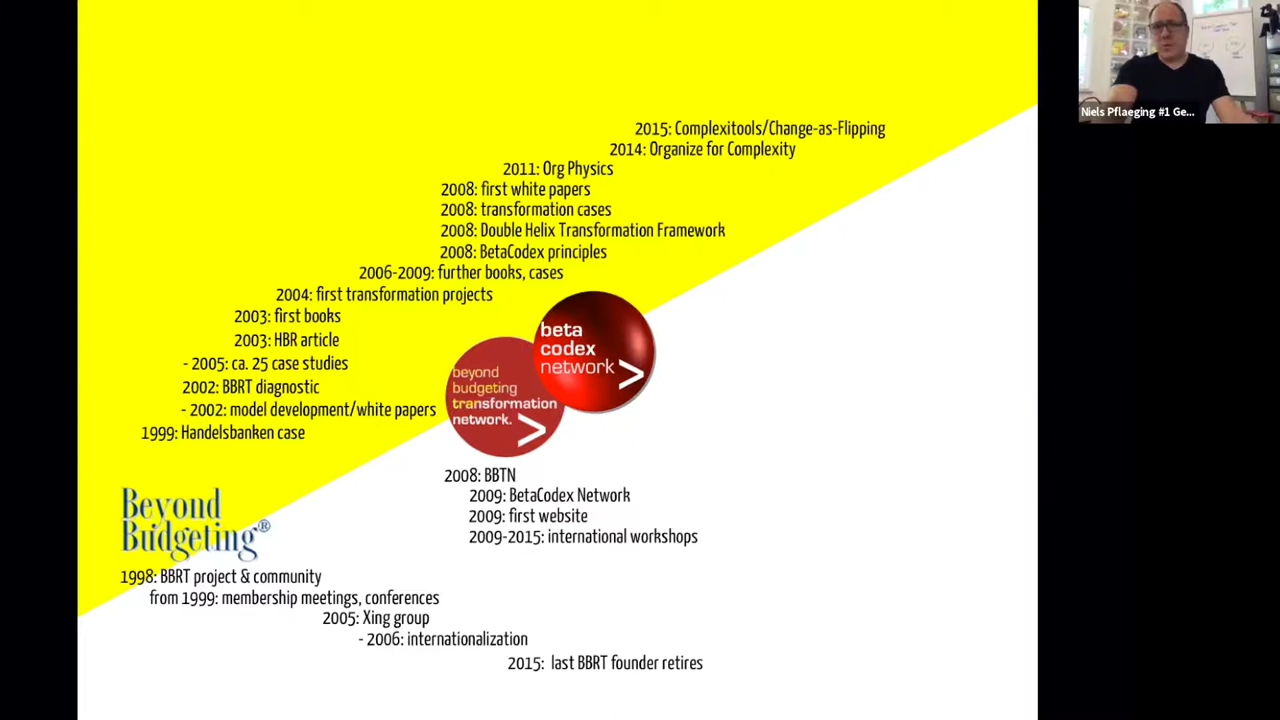 2015: Complexitools/Change-as-Flipping
2014: Organize for Complexity
2011: Org Physics
2008: first white papers
2008: transformation cases
2008: Double Helix Transformation Framework
2008: BetaCodex principles
2006-2009: further books, cases
2004: first transformation projects
2003: first books
2003: HBR article
- 2005: ca. 25 case studies
2002: BBRT diagnostic
- 2002: model development/white papers
1999: Handelsbanken case
beta
codex
network >
beyond
budgeting
transformation
network. >
Beyond
Budgeting®
2008: BBTN
2009: BetaCodex Network
2009: first website
2009-2015: international workshops
1998: BBRT project & community
from 1999: membership meetings, conferences
2005: Xing group
- 2006: internationalization
2015: last BBRT founder retires
Niels Pflaeging #1 Ge...